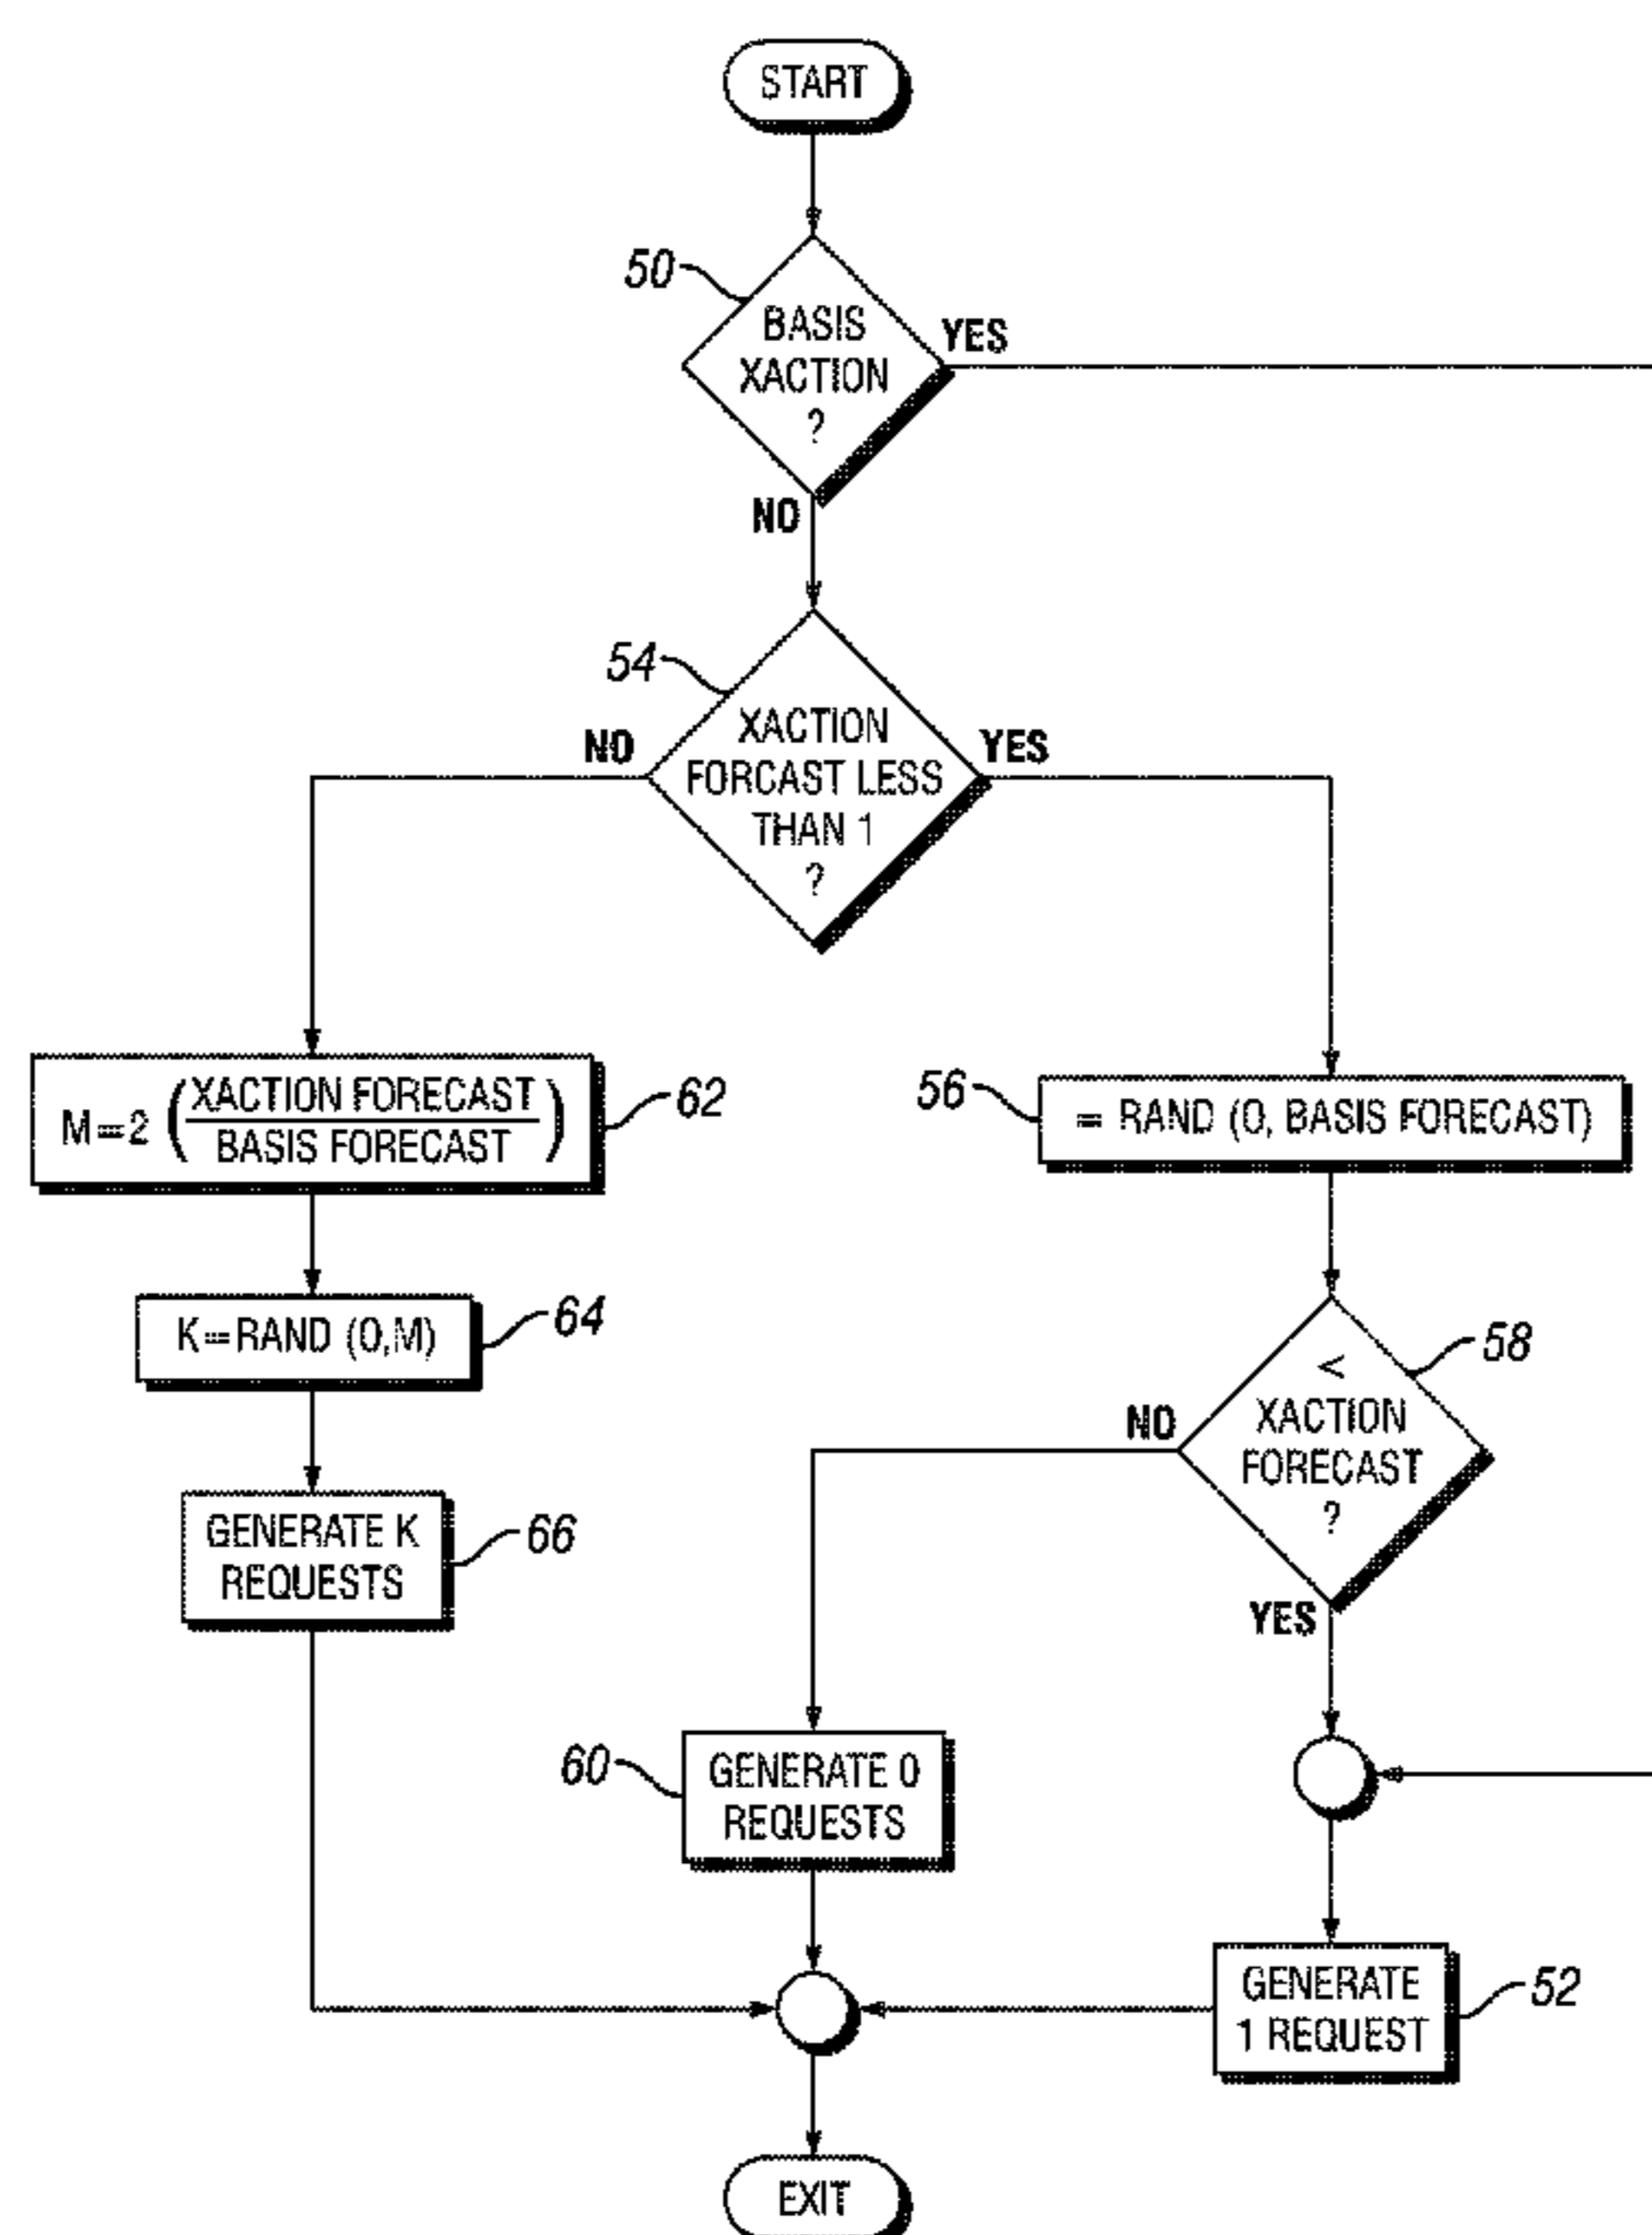 START
50
BASIS
XACTION
?
YES
NO
54
XACTION
FORCAST LESS
THAN 1
?
NO
YES
M=2 (XACTION FORECAST
BASIS FORECAST)
62
56
= RAND (0, BASIS FORECAST)
K=RAND (0,M)
64
<
XACTION
FORECAST
?
58
NO
YES
GENERATE K
REQUESTS
66
60
GENERATE 0
REQUESTS
GENERATE
1 REQUEST
52
EXIT